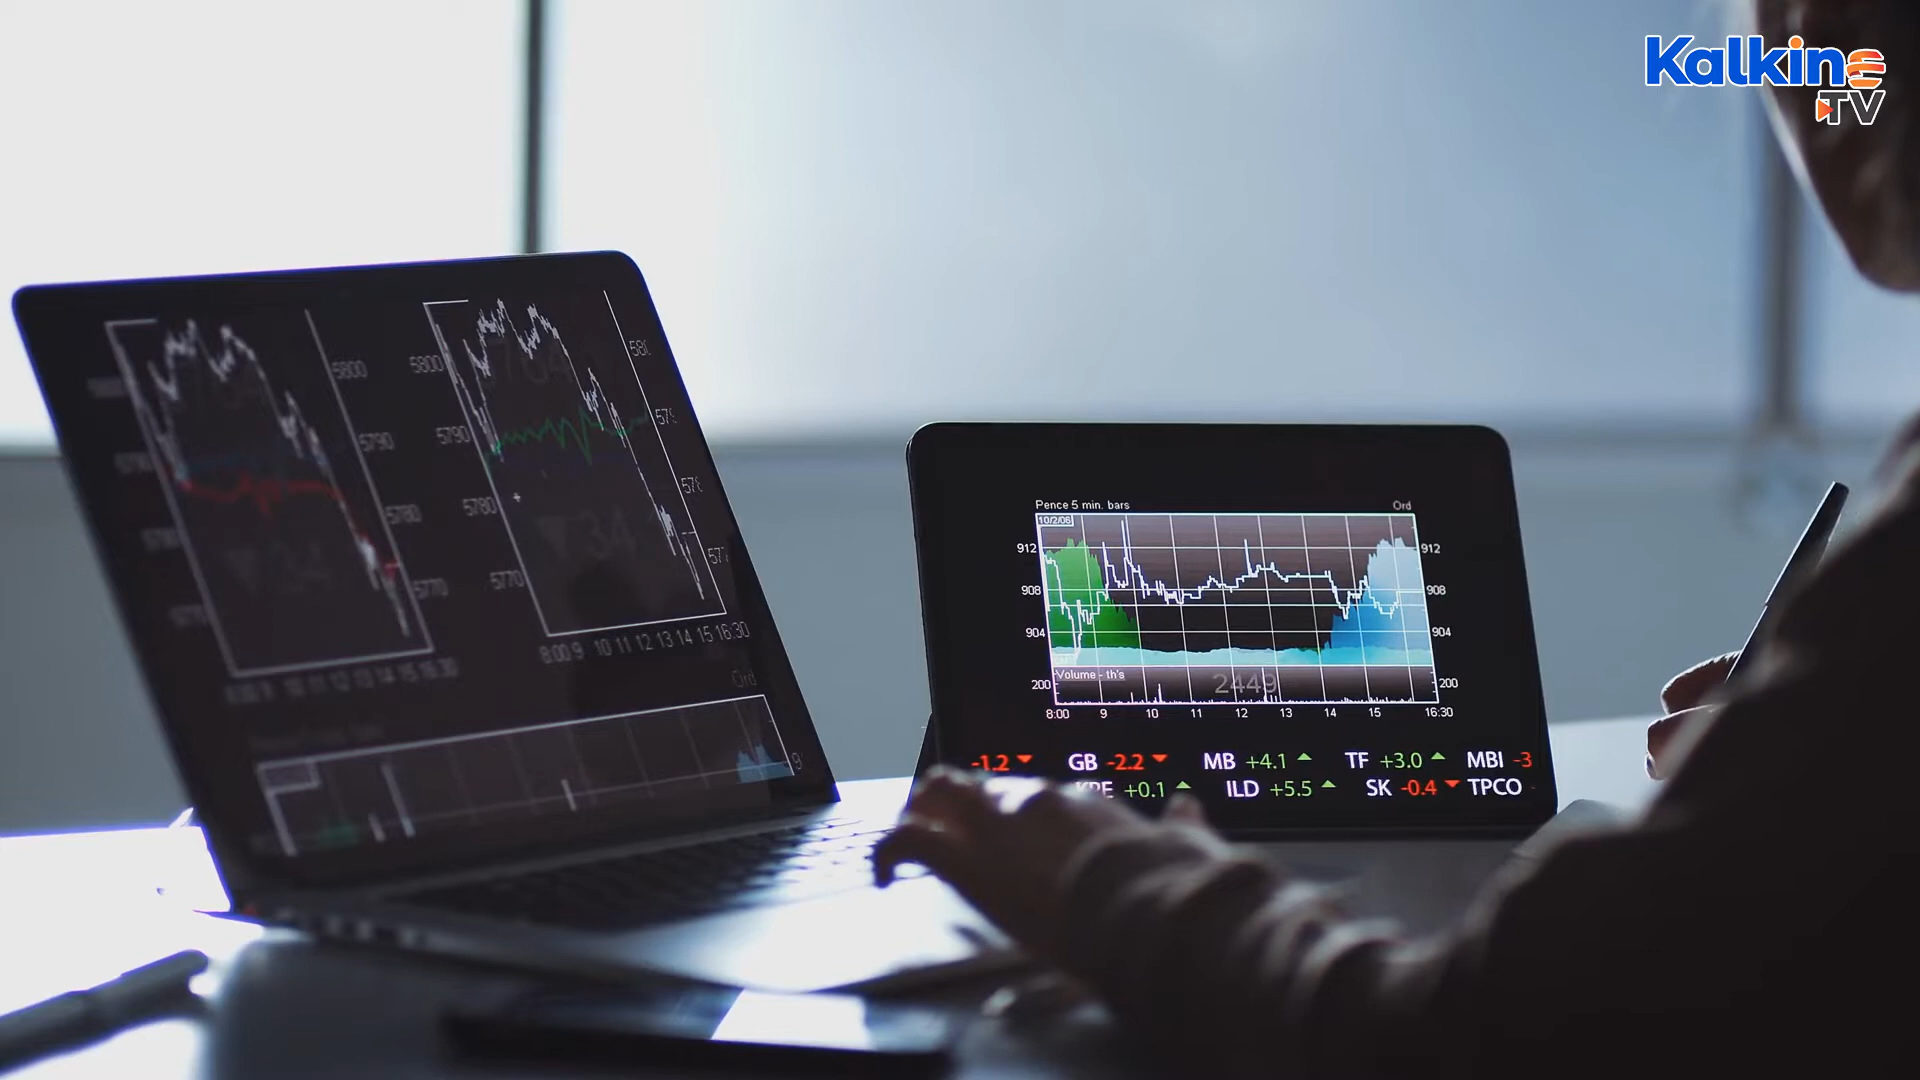 Kalkine
TV
5800
5800
5790
5790
5780
5780
5770
5770
8:00 9 10 11 12 13 14 15 16:30
Ord
Pence 5 min. bars
Ord
10/2/06
912
912
908
908
904
904
Volume - th's
2449
200
200
8:00 9 10 11 12 13 14 15 16:30
-1.2 GB -2.2 MB +4.1 TF +3.0 MBI -3
KPE +0.1 ILD +5.5 SK -0.4 TPCO